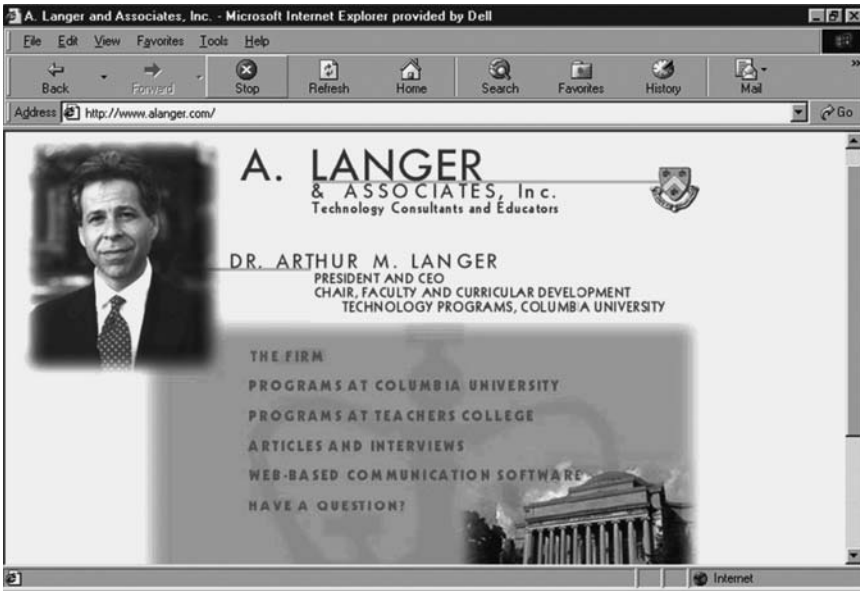 A. Langer and Associates, Inc. - Microsoft Internet Explorer provided by Dell
File Edit View Favorites Tools Help
Back Forward Stop Refresh Home Search Favorites History Mail
Address http://www.alanger.com/ Go
A. LANGER
& ASSOCIATES, Inc.
Technology Consultants and Educators
DR. ARTHUR M. LANGER
PRESIDENT AND CEO
CHAIR, FACULTY AND CURRICULAR DEVELOPMENT
TECHNOLOGY PROGRAMS, COLUMBIA UNIVERSITY
THE FIRM
PROGRAMS AT COLUMBIA UNIVERSITY
PROGRAMS AT TEACHERS COLLEGE
ARTICLES AND INTERVIEWS
WEB-BASED COMMUNICATION SOFTWARE
HAVE A QUESTION?
Internet